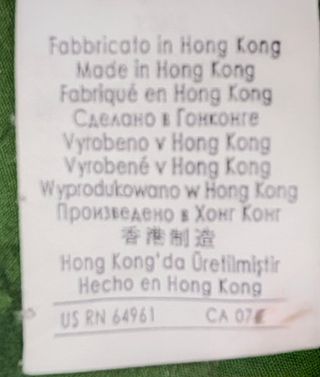 Fabbricato in Hong Kong
Made in Hong Kong
Fabriqué en Hong Kong
Сделано в Гонконге
Vyrobeno v Hong Kong
Vyrobené v Hong Kong
Wyprodukowano w Hong Kong
Произведено в Хонг Конг
香港制造
Hong Kong'da Üretilmiştir
Hecho en Hong Kong
US RN 64961 CA